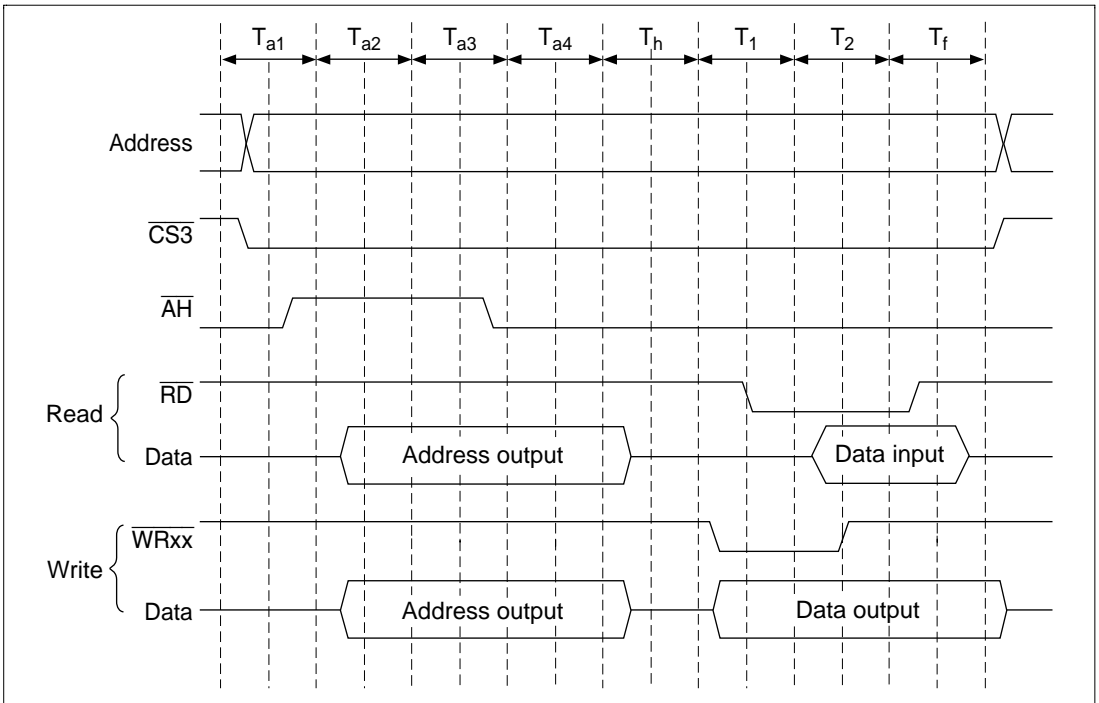 Ta1 Ta2 Ta3 Ta4 Th T1 T2 Tf
Address
CS3
AH
Read
RD
Data Address output Data input
WRxx
Write
Data Address output Data output